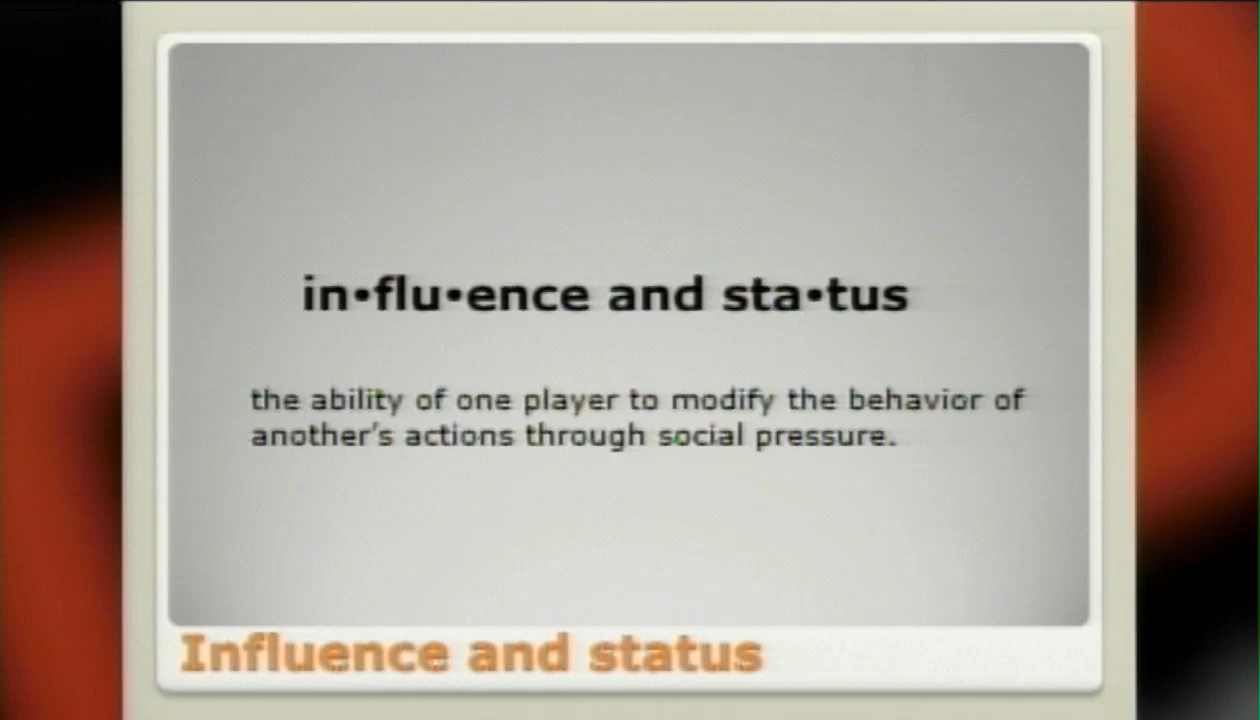 in•flu•ence and sta•tus
the ability of one player to modify the behavior of
another's actions through social pressure.
Influence and status